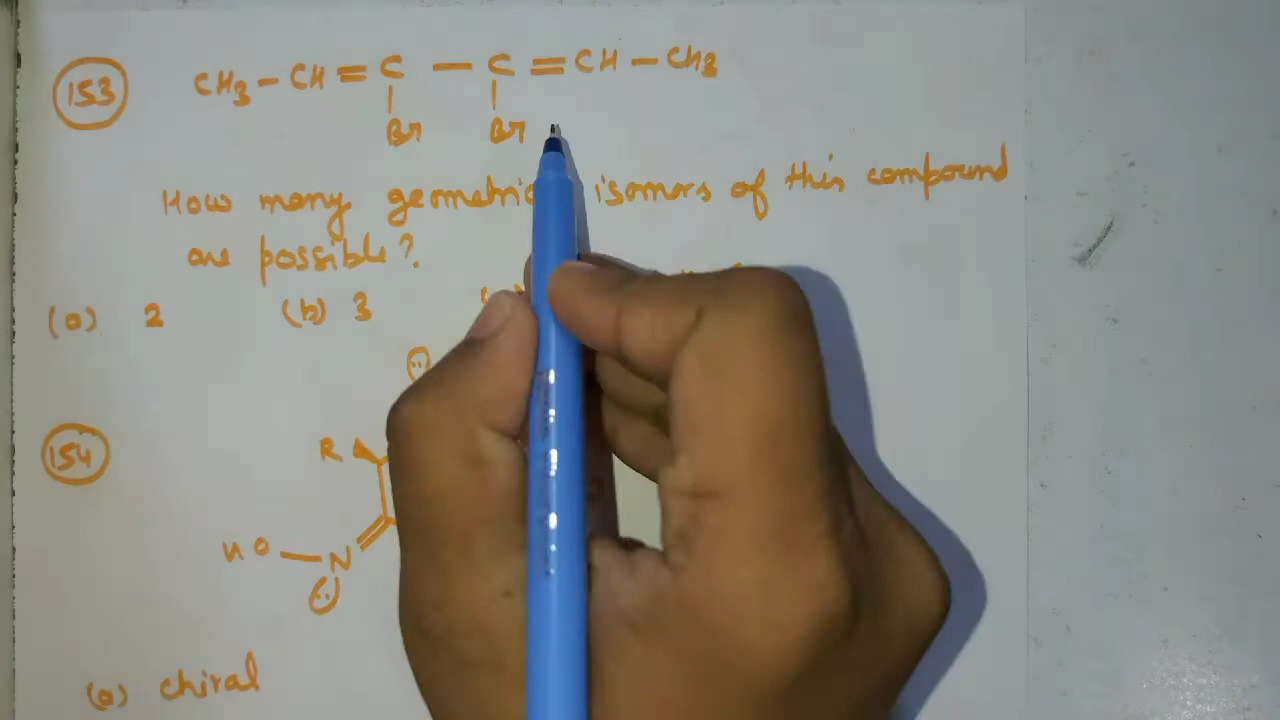 153 CH3 - CH = C - C = CH - CH3
Br Br
How many geometric isomors of this compound
are possible?
(a) 2 (b) 3
154 R
HO - N
(a) chiral